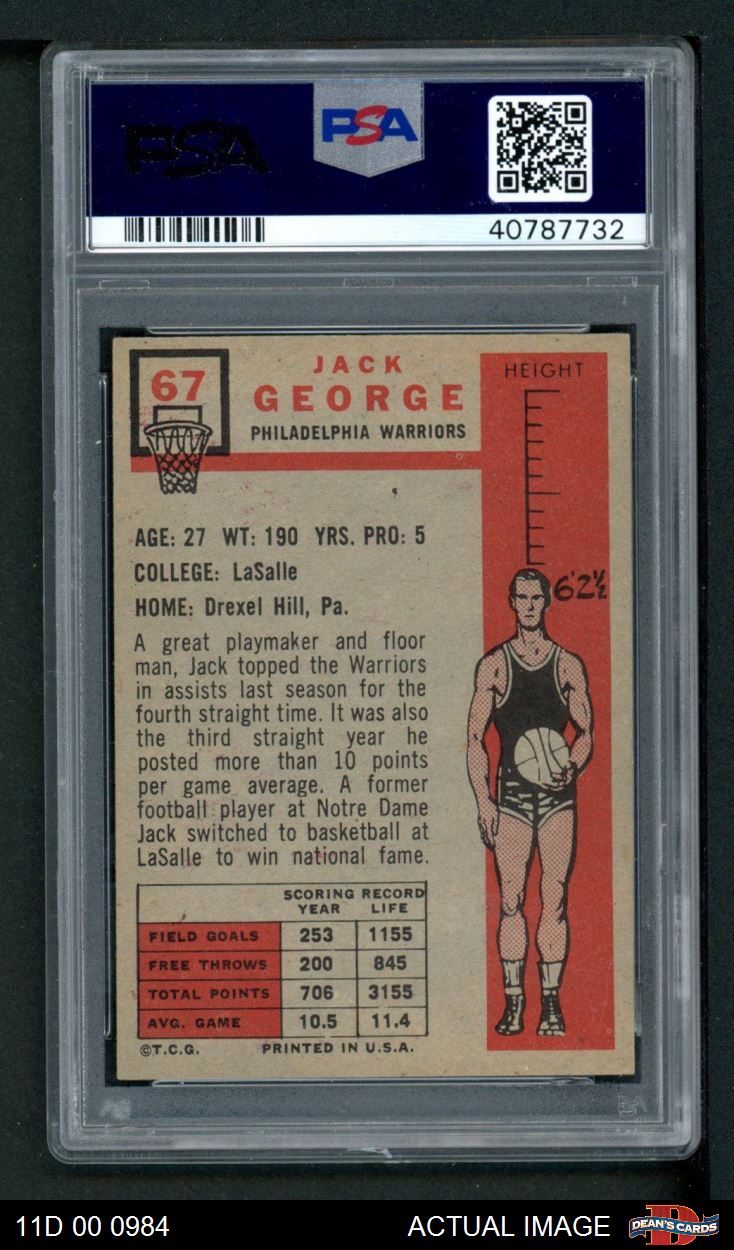 PSA
PSA
40787732
67
JACK
GEORGE
PHILADELPHIA WARRIORS
HEIGHT
6'2½
AGE: 27 WT: 190 YRS. PRO: 5
COLLEGE: LaSalle
HOME: Drexel Hill, Pa.
A great playmaker and floor
man, Jack topped the Warriors
in assists last season for the
fourth straight time. It was also
the third straight year he
posted more than 10 points
per game average. A former
football player at Notre Dame
Jack switched to basketball at
LaSalle to win national fame.
SCORING RECORD
YEAR LIFE
FIELD GOALS 253 1155
FREE THROWS 200 845
TOTAL POINTS 706 3155
AVG. GAME 10.5 11.4
©T.C.G. PRINTED IN U.S.A.
11D 00 0984 ACTUAL IMAGE DEAN'S CARDS